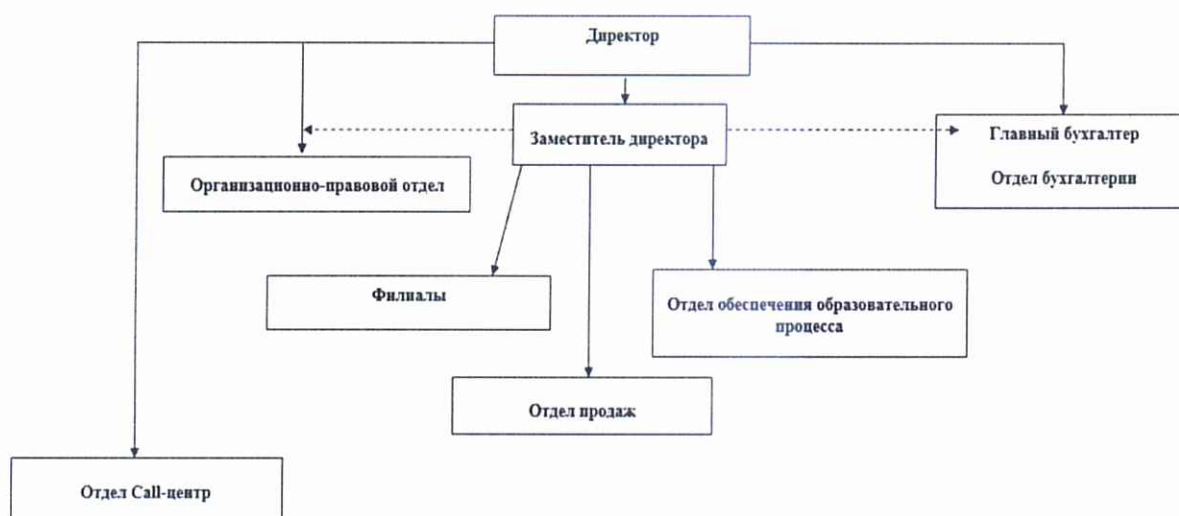 Директор
Заместитель директора
Главный бухгалтер
Отдел бухгалтерии
Организационно-правовой отдел
Филиалы
Отдел обеспечения образовательного
процесса
Отдел продаж
Отдел Call-центр